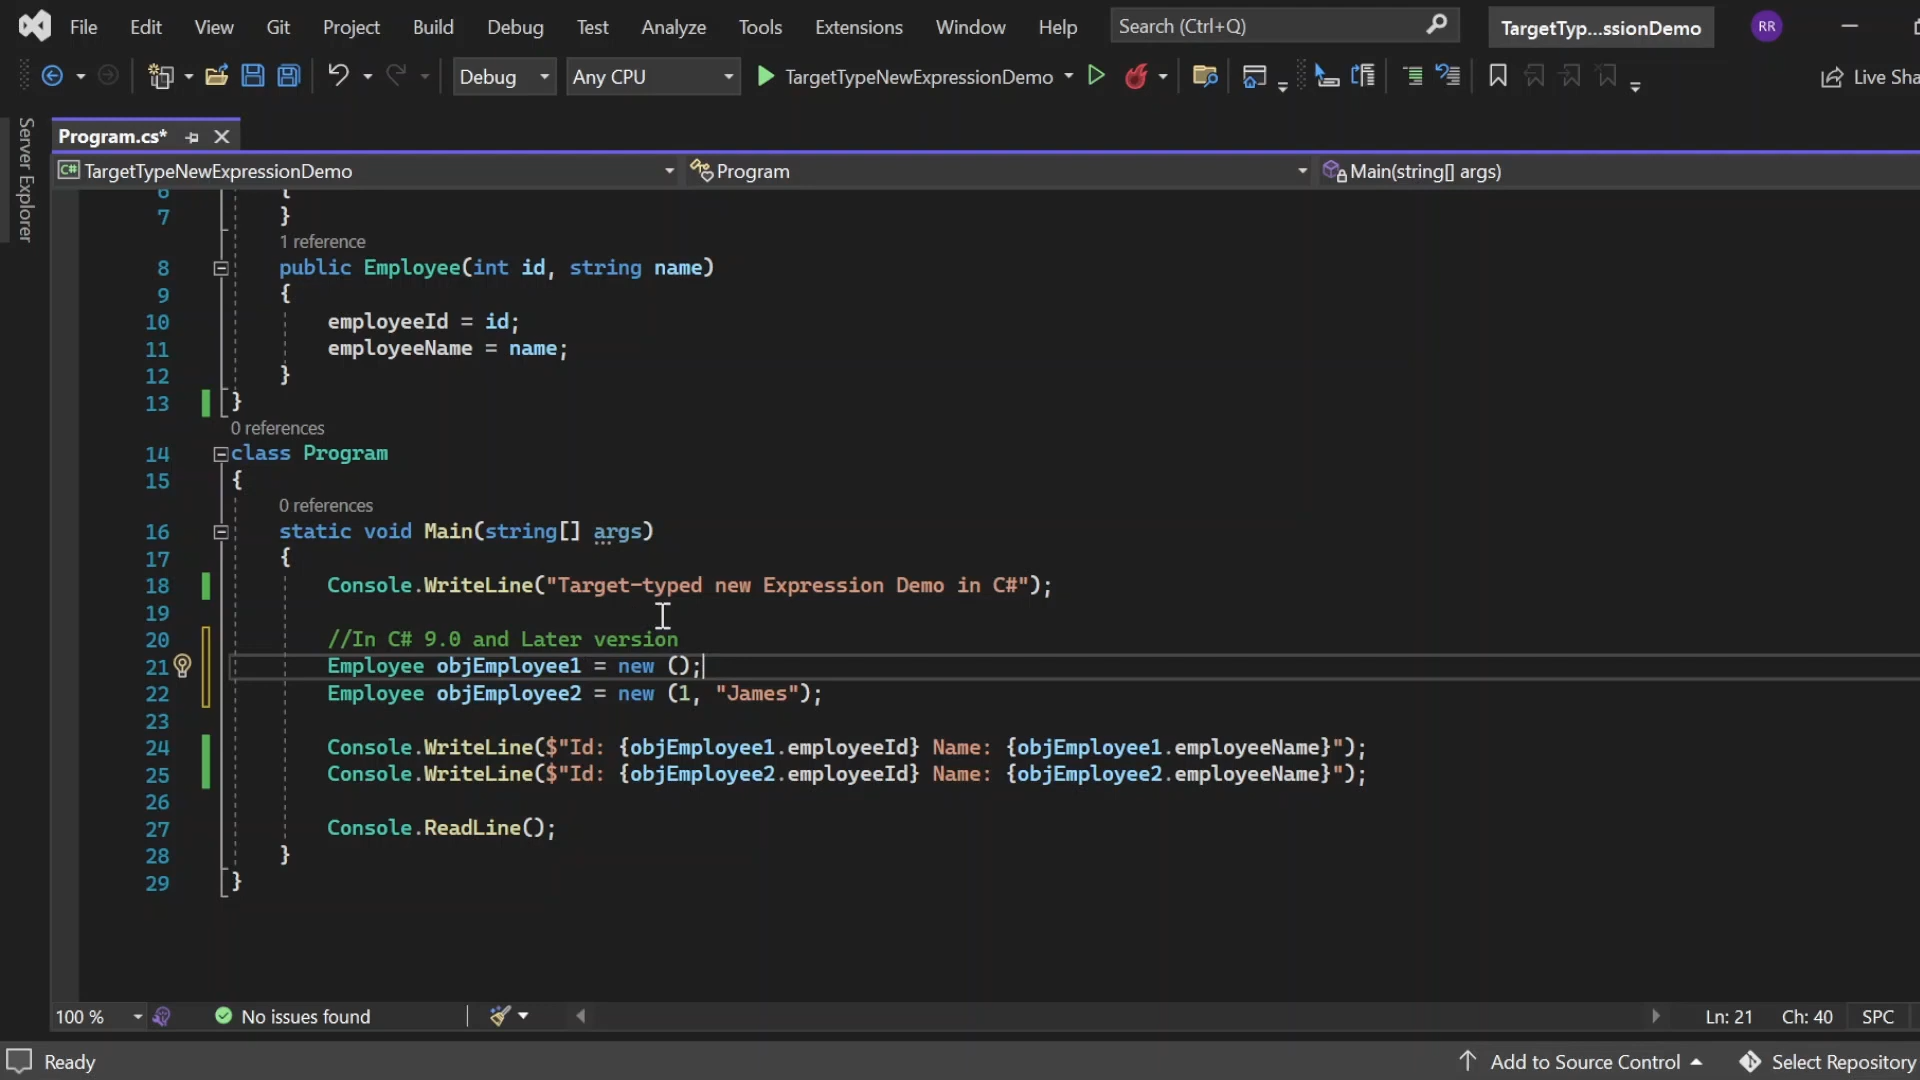 File Edit View Git Project Build Debug Test Analyze Tools Extensions Window Help Search (Ctrl+Q) TargetTyp...ssionDemo RR
Debug Any CPU TargetTypeNewExpressionDemo Live Sha
Server Explorer
Program.cs*
C# TargetTypeNewExpressionDemo Program Main(string[] args)
6 {
7 }
1 reference
8 public Employee(int id, string name)
9 {
10 employeeId = id;
11 employeeName = name;
12 }
13 }
0 references
14 class Program
15 {
0 references
16 static void Main(string[] args)
17 {
18 Console.WriteLine("Target-typed new Expression Demo in C#");
19
20 //In C# 9.0 and Later version
21 Employee objEmployee1 = new ();
22 Employee objEmployee2 = new (1, "James");
23
24 Console.WriteLine($"Id: {objEmployee1.employeeId} Name: {objEmployee1.employeeName}");
25 Console.WriteLine($"Id: {objEmployee2.employeeId} Name: {objEmployee2.employeeName}");
26
27 Console.ReadLine();
28 }
29 }
100 % No issues found Ln: 21 Ch: 40 SPC
Ready Add to Source Control Select Repository